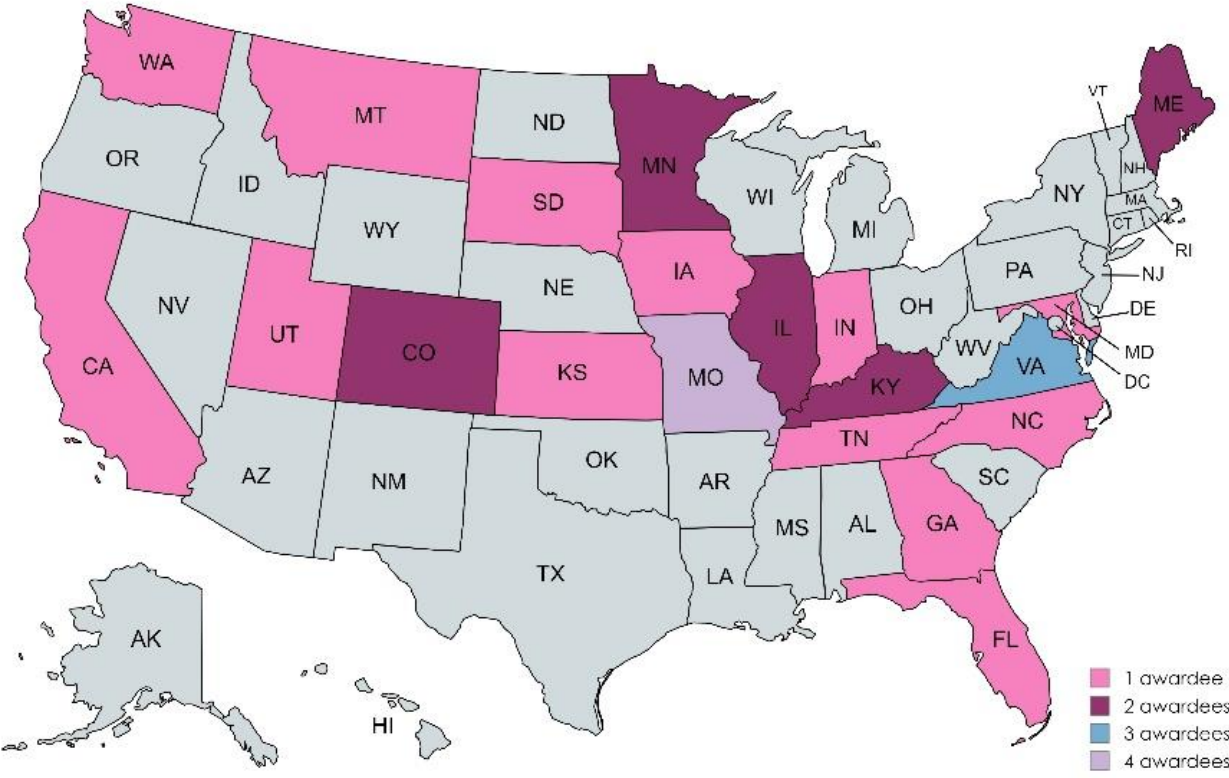 WA
MT
ND
MN
ME
VT
OR
ID
SD
WI
NH
NY
MA
WY
MI
CT
RI
IA
PA
NJ
NE
NV
OH
DE
UT
CO
IL
IN
WV
MD
CA
KS
MO
VA
DC
KY
NC
TN
AZ
NM
OK
AR
SC
MS
AL
GA
TX
LA
AK
FL
HI
1 awardee
2 awardees
3 awardees
4 awardees